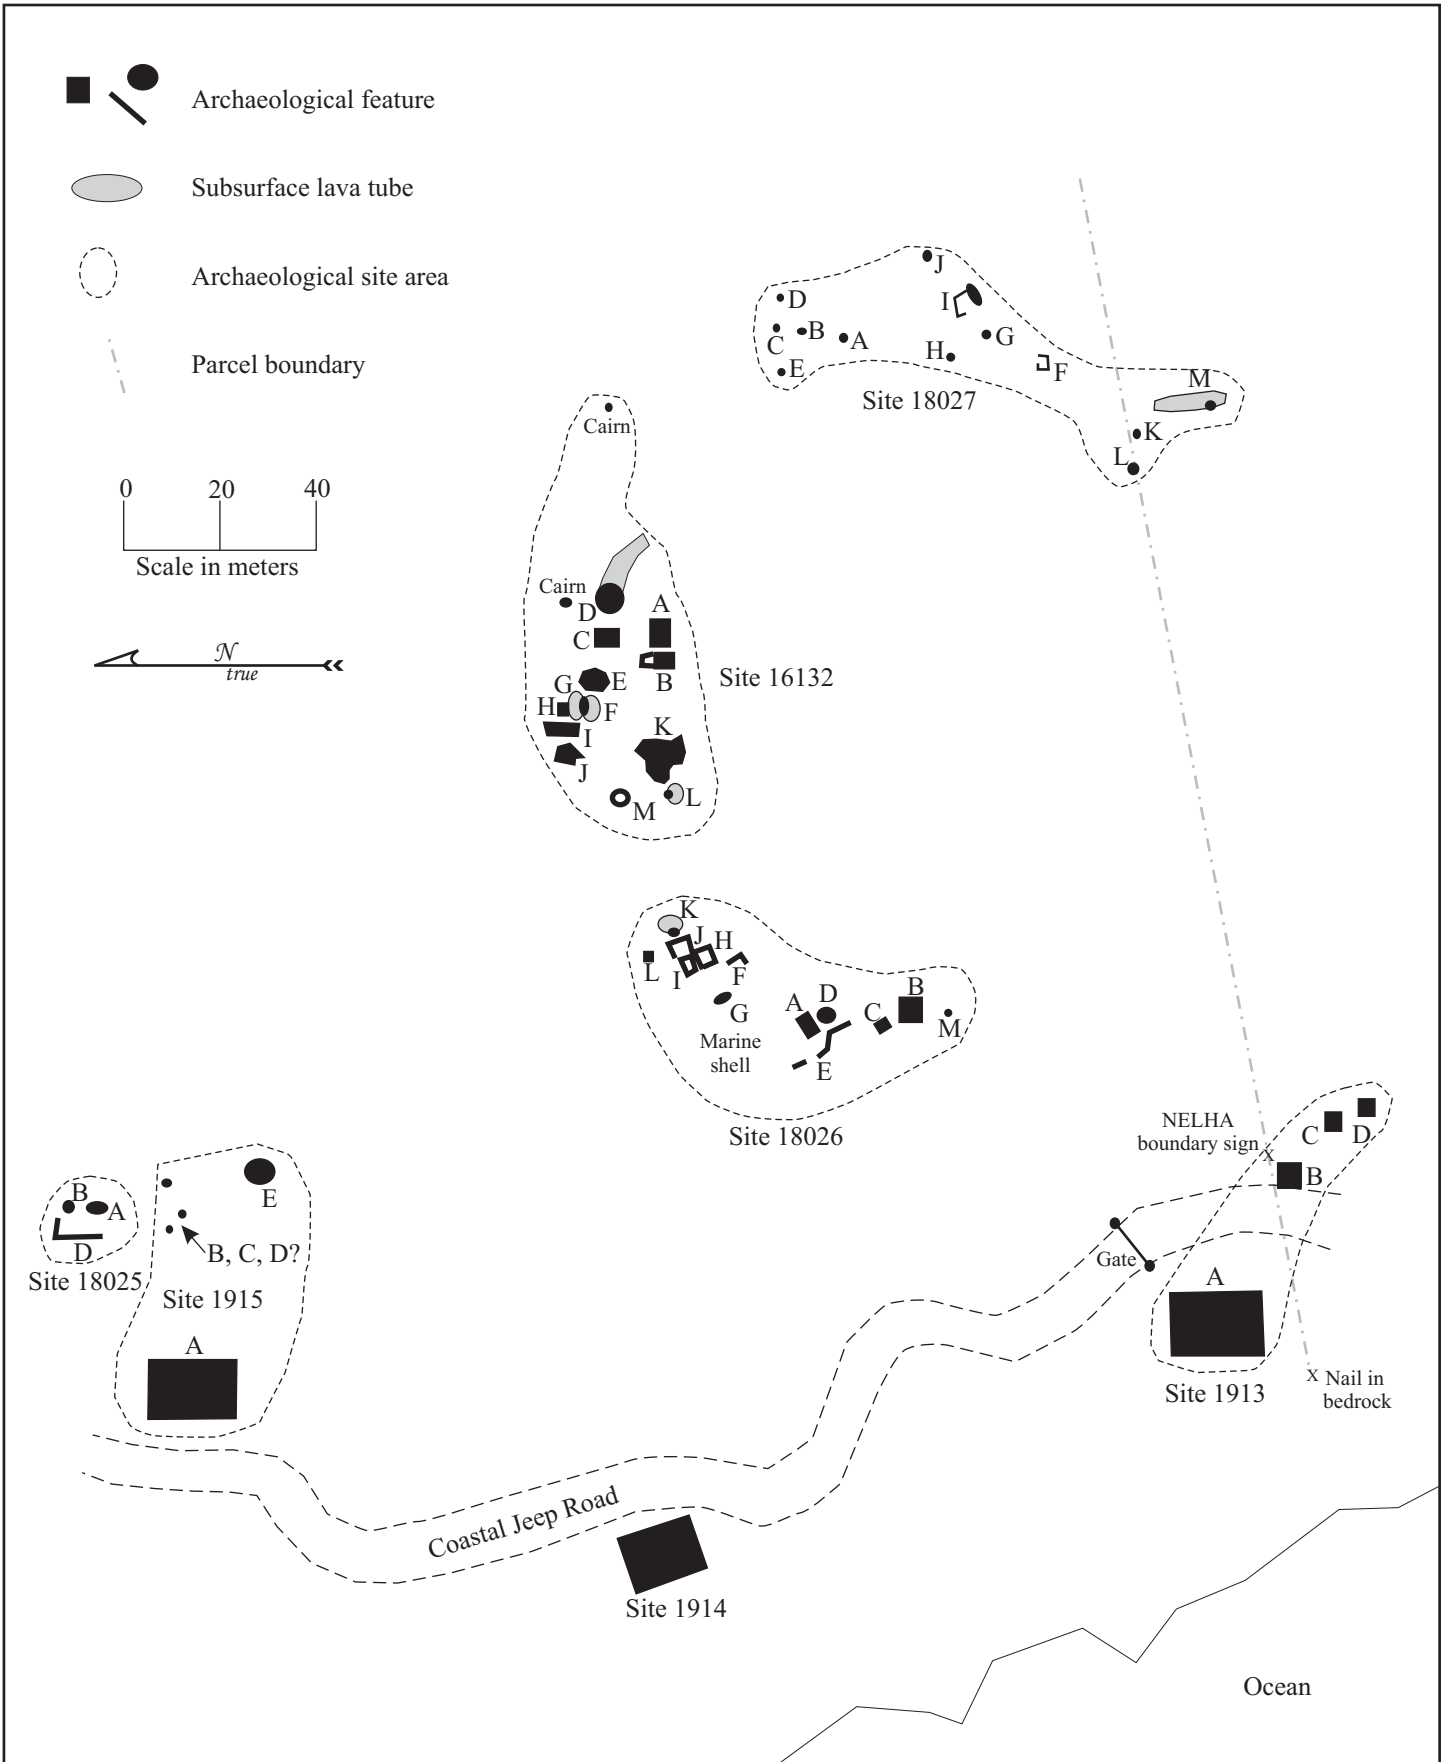 Archaeological feature
Subsurface lava tube
Archaeological site area
Parcel boundary
0 20 40
Scale in meters
N
true
J
D
I
B
G
C
A
H
E
F
Site 18027
M
K
L
Cairn
Cairn
D
A
C
Site 16132
G
E
B
H
F
K
I
J
L
M
K
J
H
L
I
F
G
A
D
C
B
M
Marine
shell
E
Site 18026
NELHA
boundary sign
x
C
D
B
Gate
A
Site 1913
x
Nail in
bedrock
B
A
D
Site 18025
E
B, C, D?
Site 1915
A
Coastal Jeep Road
Site 1914
Ocean